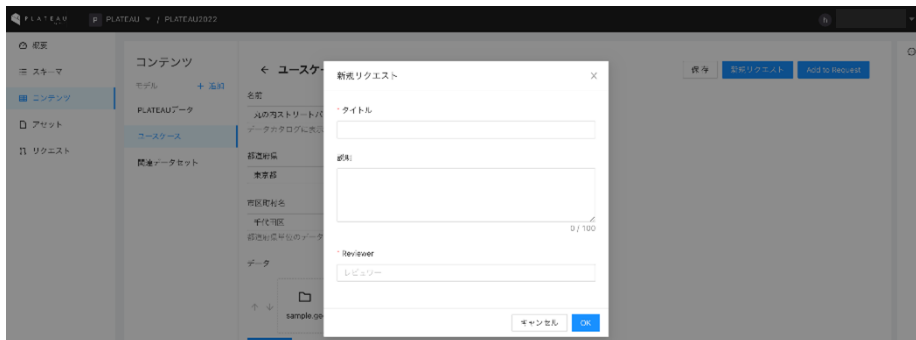 PLATEAU P PLATEAU / PLATEAU2022
概要
スキーマ
コンテンツ
アセット
リクエスト
コンテンツ
モデル + 追加
PLATEAUデータ
ユースケース
関連データセット
← ユースケー
保存 新規リクエスト Add to Request
名前
丸の内ストリートパ
データカタログに表示
都道府県
東京都
市区町村名
千代田区
都道府県単位のデータ
データ
sample.ge
新規リクエスト
* タイトル
説明
0 / 100
* Reviewer
レビュワー
キャンセル OK